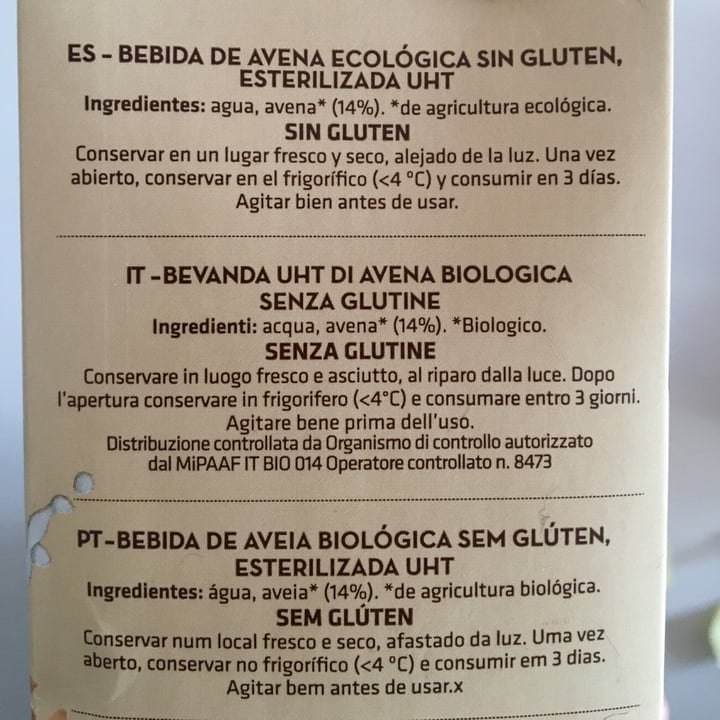 ES – BEBIDA DE AVENA ECOLÓGICA SIN GLUTEN,
ESTERILIZADA UHT
Ingredientes: agua, avena* (14%). *de agricultura ecológica.
SIN GLUTEN
Conservar en un lugar fresco y seco, alejado de la luz. Una vez
abierto, conservar en el frigorífico (<4 ºC) y consumir en 3 días.
Agitar bien antes de usar.
IT –BEVANDA UHT DI AVENA BIOLOGICA
SENZA GLUTINE
Ingredienti: acqua, avena* (14%). *Biologico.
SENZA GLUTINE
Conservare in luogo fresco e asciutto, al riparo dalla luce. Dopo
l'apertura conservare in frigorifero (<4°C) e consumare entro 3 giorni.
Agitare bene prima dell'uso.
Distribuzione controllata da Organismo di controllo autorizzato
dal MiPAAF IT BIO 014 Operatore controllato n. 8473
PT–BEBIDA DE AVEIA BIOLÓGICA SEM GLÚTEN,
ESTERILIZADA UHT
Ingredientes: água, aveia* (14%). *de agricultura biológica.
SEM GLÚTEN
Conservar num local fresco e seco, afastado da luz. Uma vez
aberto, conservar no frigorífico (<4 ºC) e consumir em 3 dias.
Agitar bem antes de usar.x